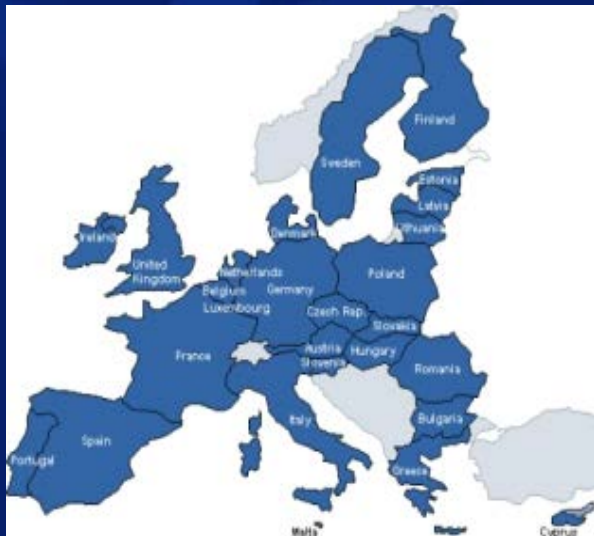 Finland
Sweden
Estonia
Latvia
Lithuania
Denmark
Ireland
United
Kingdom
Netherlands
Belgium
Germany
Luxembourg
Poland
Czech Rep.
Slovakia
Austria
Hungary
Slovenia
France
Romania
Italy
Bulgaria
Spain
Portugal
Greece
Malta
Cyprus